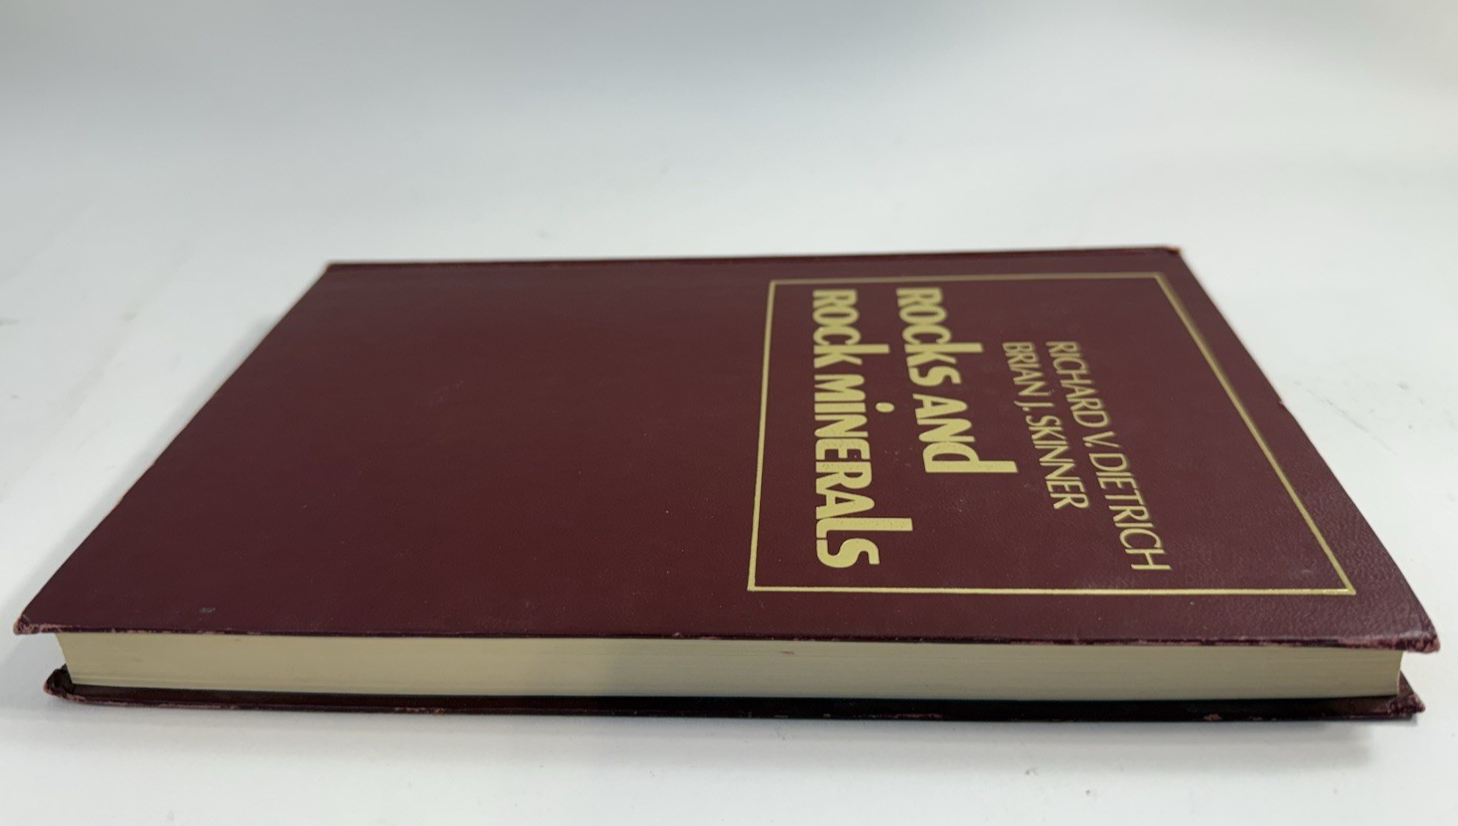 RICHARD V. DIETRICH
BRIAN J. SKINNER
ROCKS AND
ROCK MINERALS